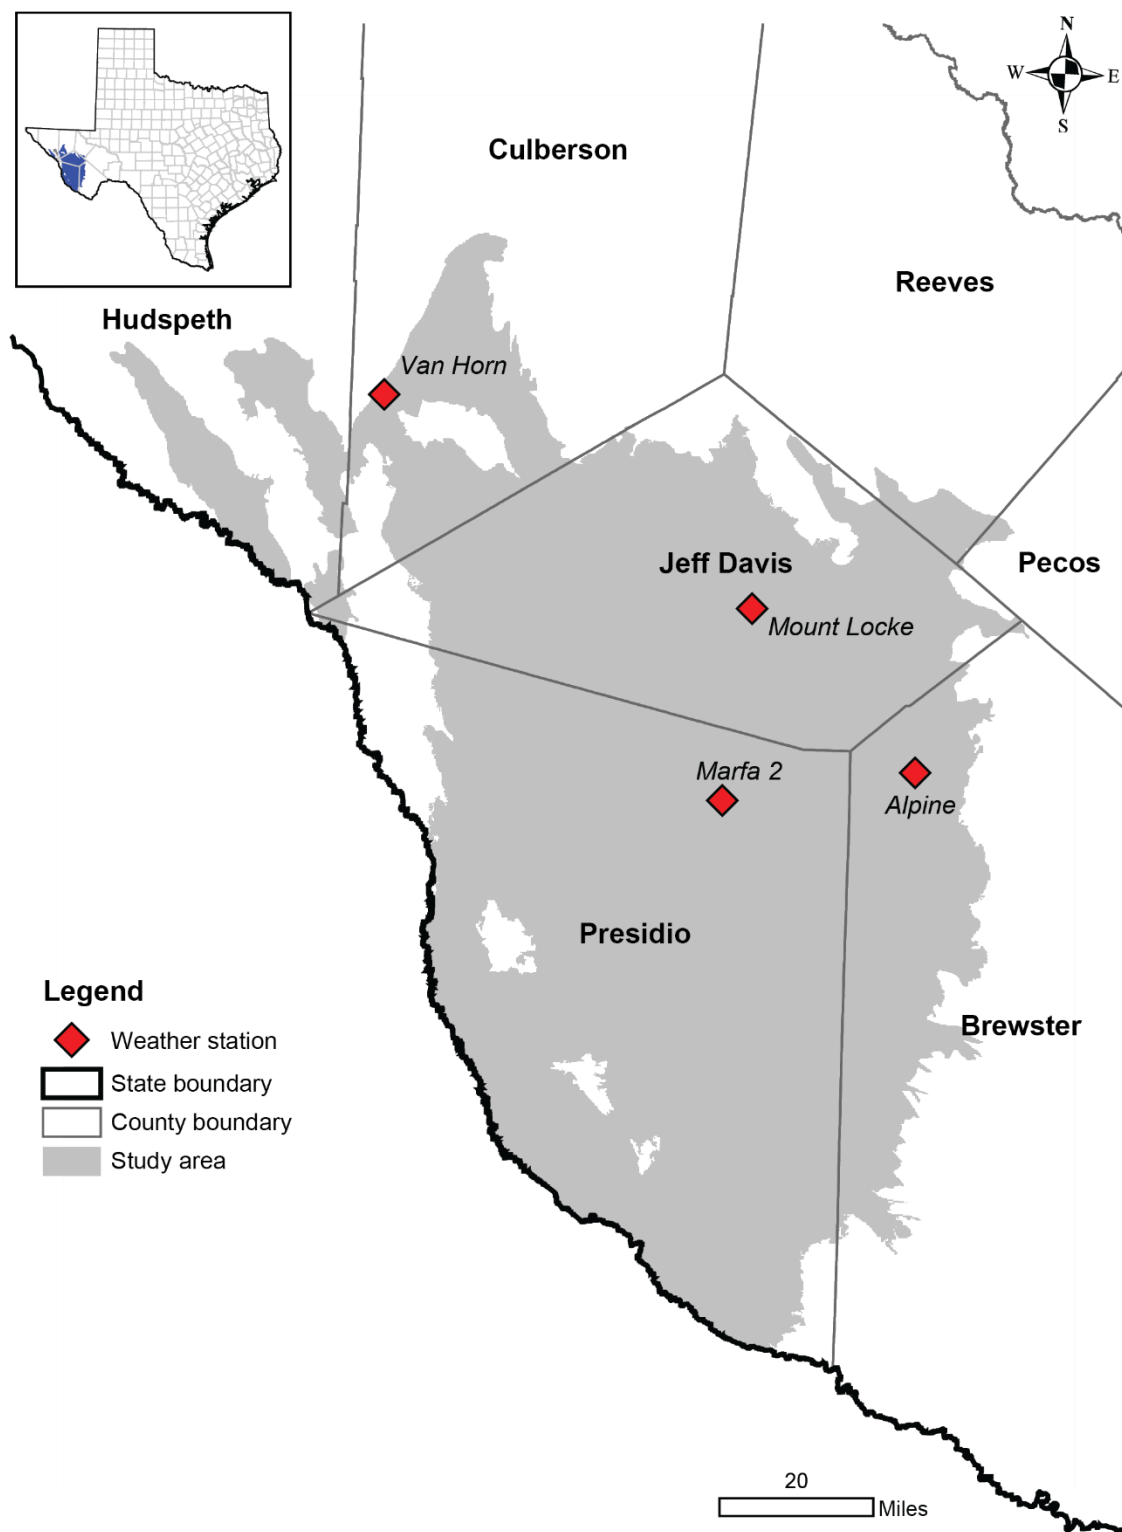 N
W
E
S
Culberson
Reeves
Hudspeth
Van Horn
Jeff Davis
Pecos
Mount Locke
Marfa 2
Alpine
Presidio
Brewster
Legend
Weather station
State boundary
County boundary
Study area
20
Miles